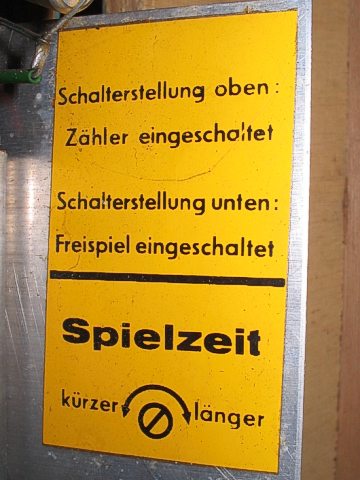 Schalterstellung oben:
Zähler eingeschaltet
Schalterstellung unten:
Freispiel eingeschaltet
Spielzeit
kürzer länger